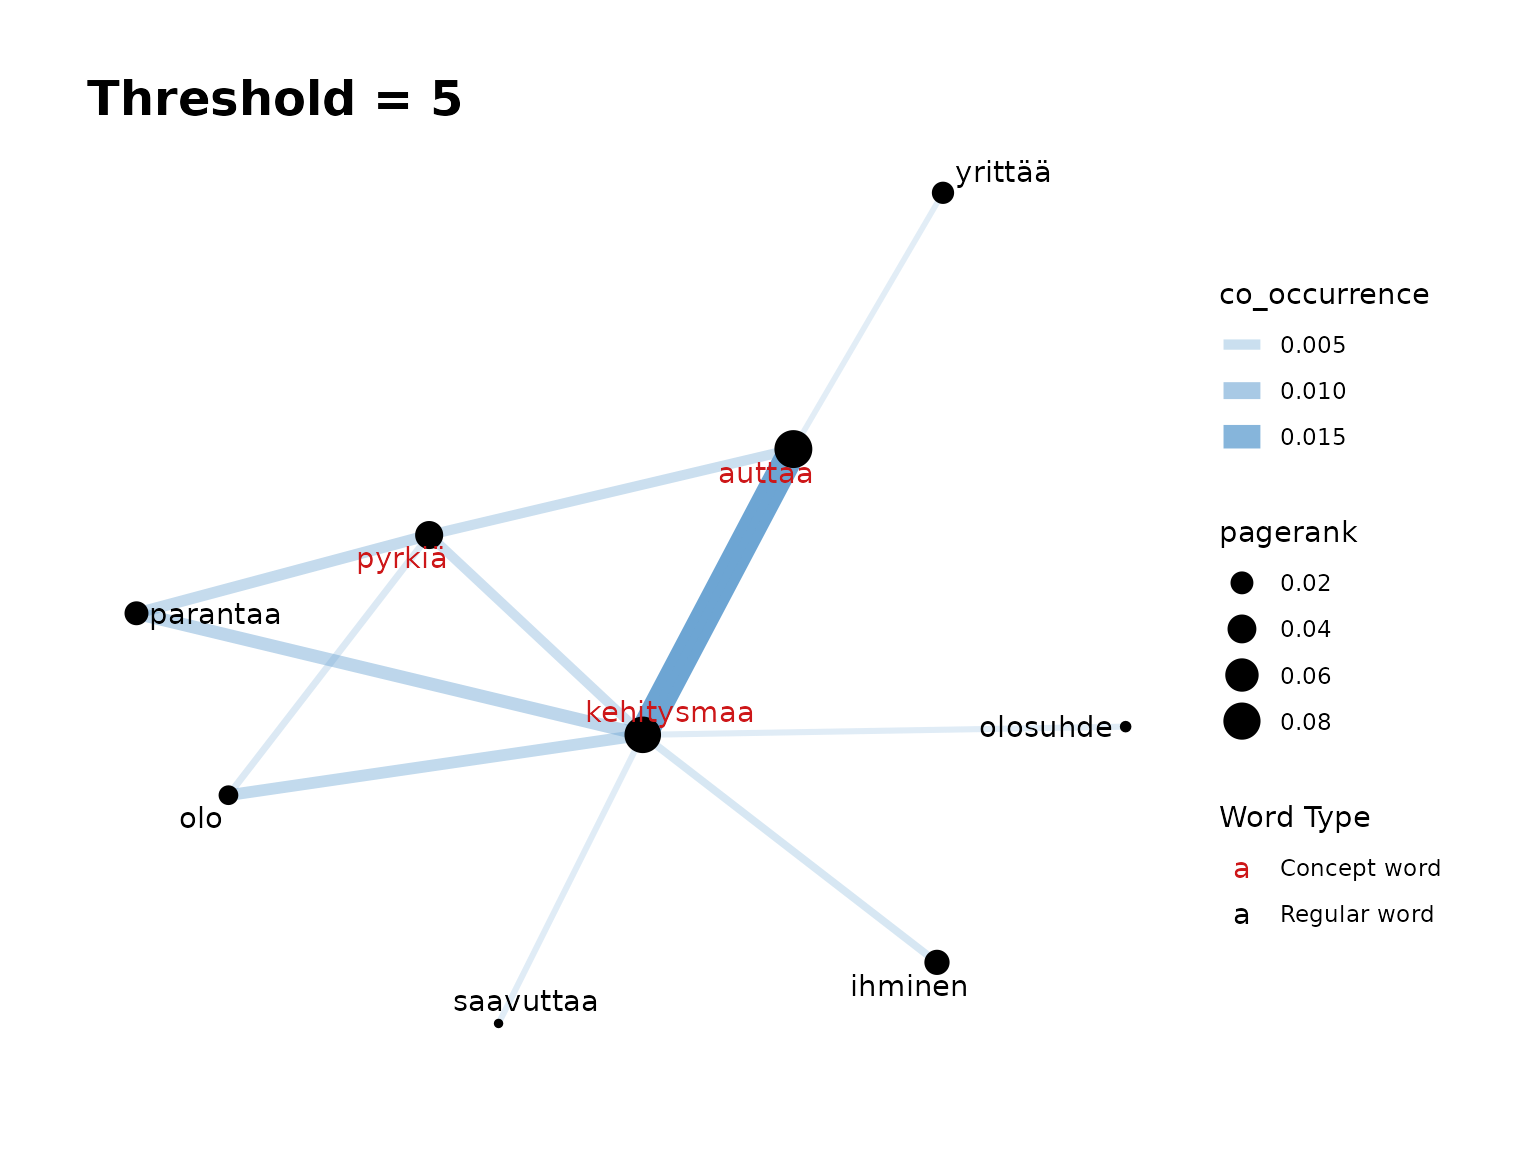 Threshold = 5
yrittää
auttaa
pyrkiä
parantaa
kehitysmaa
olosuhde
olo
ihminen
saavuttaa
co_occurrence
0.005
0.010
0.015
pagerank
0.02
0.04
0.06
0.08
Word Type
a Concept word
a Regular word